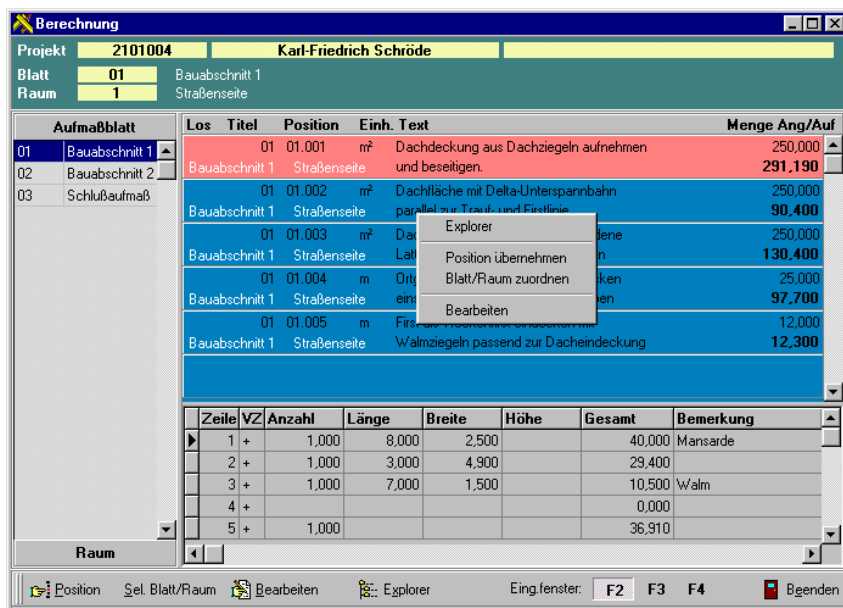 Berechnung
Projekt 2101004 Karl-Friedrich Schröde
Blatt 01 Bauabschnitt 1
Raum 1 Straßenseite
Aufmaßblatt
01 Bauabschnitt 1
02 Bauabschnitt 2
03 Schlußaufmaß
Raum
Los Titel Position Einh. Text Menge Ang/Auf
01 01.001 m² Dachdeckung aus Dachziegeln aufnehmen 250,000
Bauabschnitt 1 Straßenseite und beseitigen. 291,190
01 01.002 m² Dachfläche mit Delta-Unterspannbahn 250,000
Bauabschnitt 1 Straßenseite parallel zur Trauf- und Firstlinie 90,400
01 01.003 m² 250,000
Bauabschnitt 1 Straßenseite 130,400
01 01.004 m 25,000
Bauabschnitt 1 Straßenseite 97,700
01 01.005 m 12,000
Bauabschnitt 1 Straßenseite Walmziegeln passend zur Dacheindeckung 12,300
Explorer
Position übernehmen
Blatt/Raum zuordnen
Bearbeiten
Zeile VZ Anzahl Länge Breite Höhe Gesamt Bemerkung
1 + 1,000 8,000 2,500 40,000 Mansarde
2 + 1,000 3,000 4,900 29,400
3 + 1,000 7,000 1,500 10,500 Walm
4 + 0,000
5 + 1,000 36,910
Position Sel. Blatt/Raum Bearbeiten Explorer Eing.fenster: F2 F3 F4 Beenden